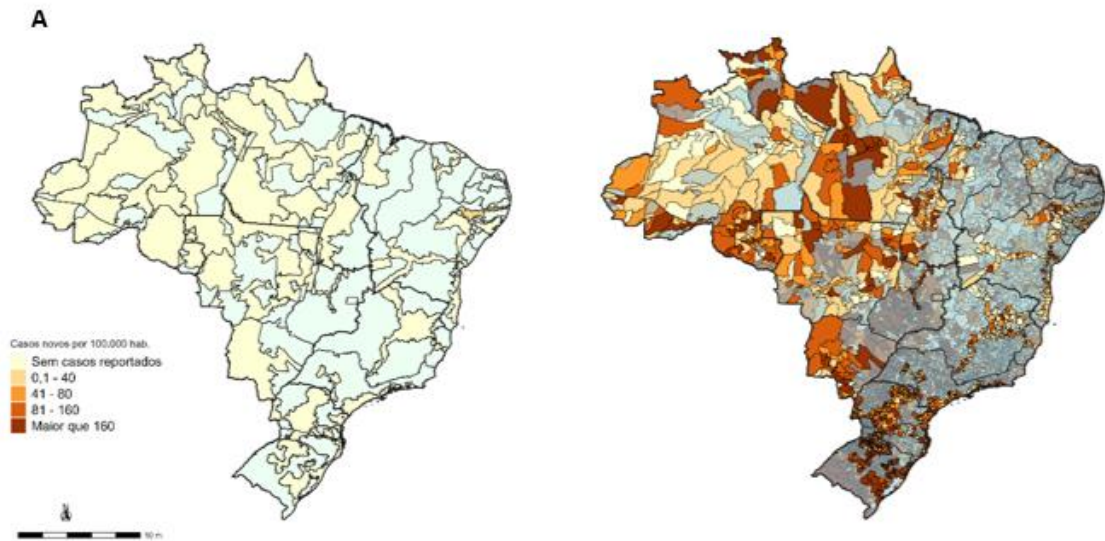 A
Casos novos por 100.000 hab.
Sem casos reportados
0,1 - 40
41 - 80
81 - 160
Maior que 160